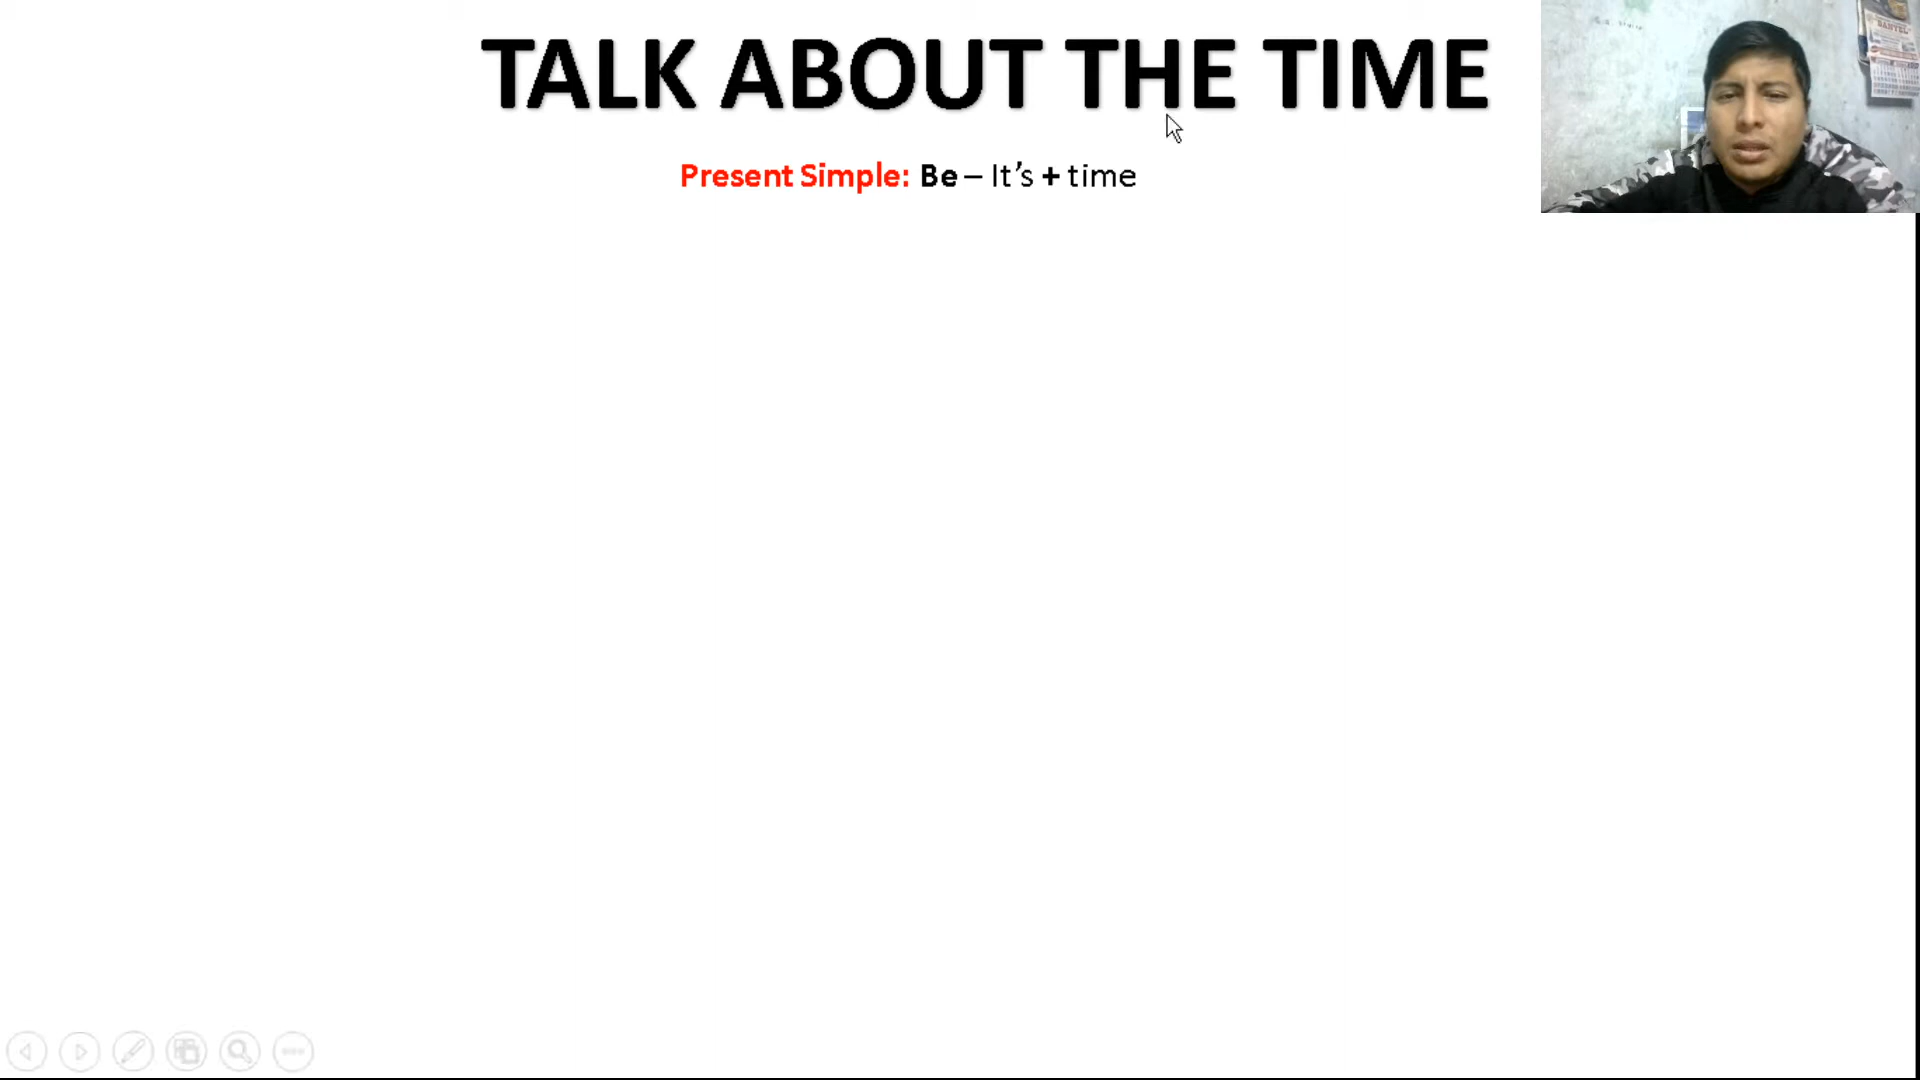 TALK ABOUT THE TIME
Present Simple: Be – It’s + time